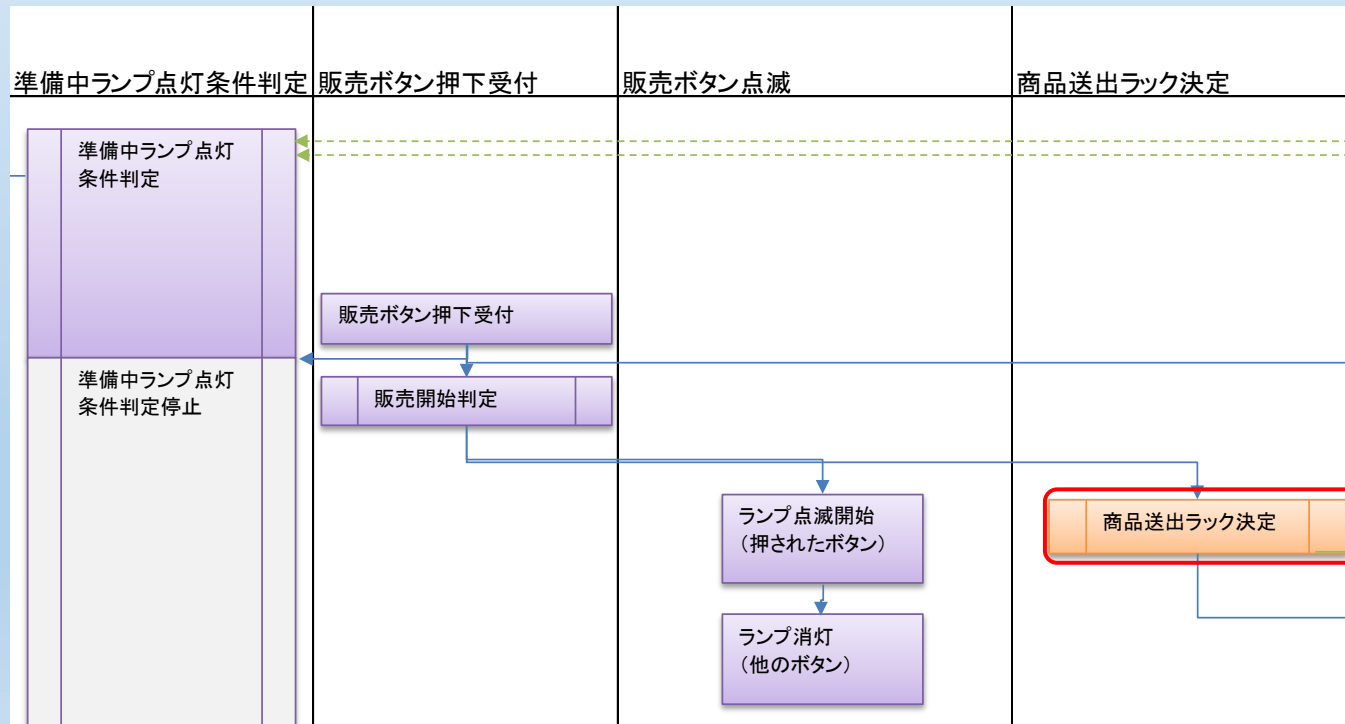 準備中ランプ点灯条件判定
販売ボタン押下受付
販売ボタン点滅
商品送出ラック決定
準備中ランプ点灯
条件判定
販売ボタン押下受付
準備中ランプ点灯
条件判定停止
販売開始判定
ランプ点滅開始
（押されたボタン）
商品送出ラック決定
ランプ消灯
（他のボタン）